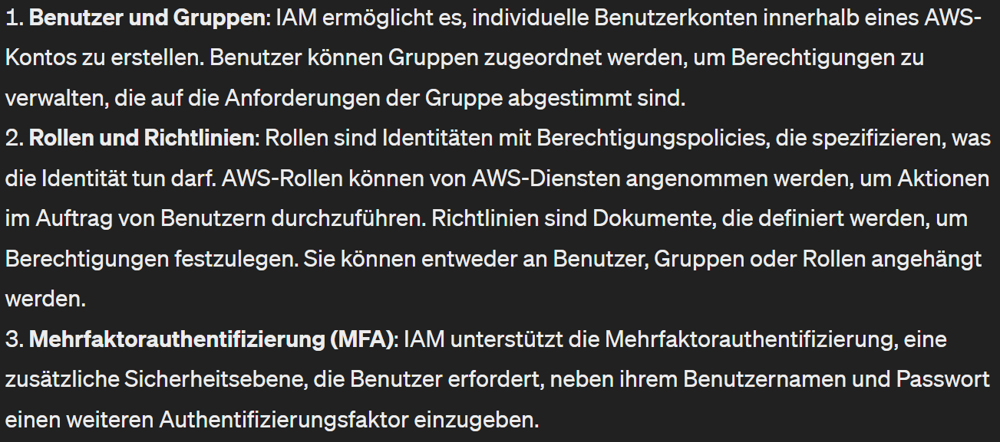 1. Benutzer und Gruppen: IAM ermöglicht es, individuelle Benutzerkonten innerhalb eines AWS-
Kontos zu erstellen. Benutzer können Gruppen zugeordnet werden, um Berechtigungen zu
verwalten, die auf die Anforderungen der Gruppe abgestimmt sind.
2. Rollen und Richtlinien: Rollen sind Identitäten mit Berechtigungspolicies, die spezifizieren, was
die Identität tun darf. AWS-Rollen können von AWS-Diensten angenommen werden, um Aktionen
im Auftrag von Benutzern durchzuführen. Richtlinien sind Dokumente, die definiert werden, um
Berechtigungen festzulegen. Sie können entweder an Benutzer, Gruppen oder Rollen angehängt
werden.
3. Mehrfaktorauthentifizierung (MFA): IAM unterstützt die Mehrfaktorauthentifizierung, eine
zusätzliche Sicherheitsebene, die Benutzer erfordert, neben ihrem Benutzernamen und Passwort
einen weiteren Authentifizierungsfaktor einzugeben.